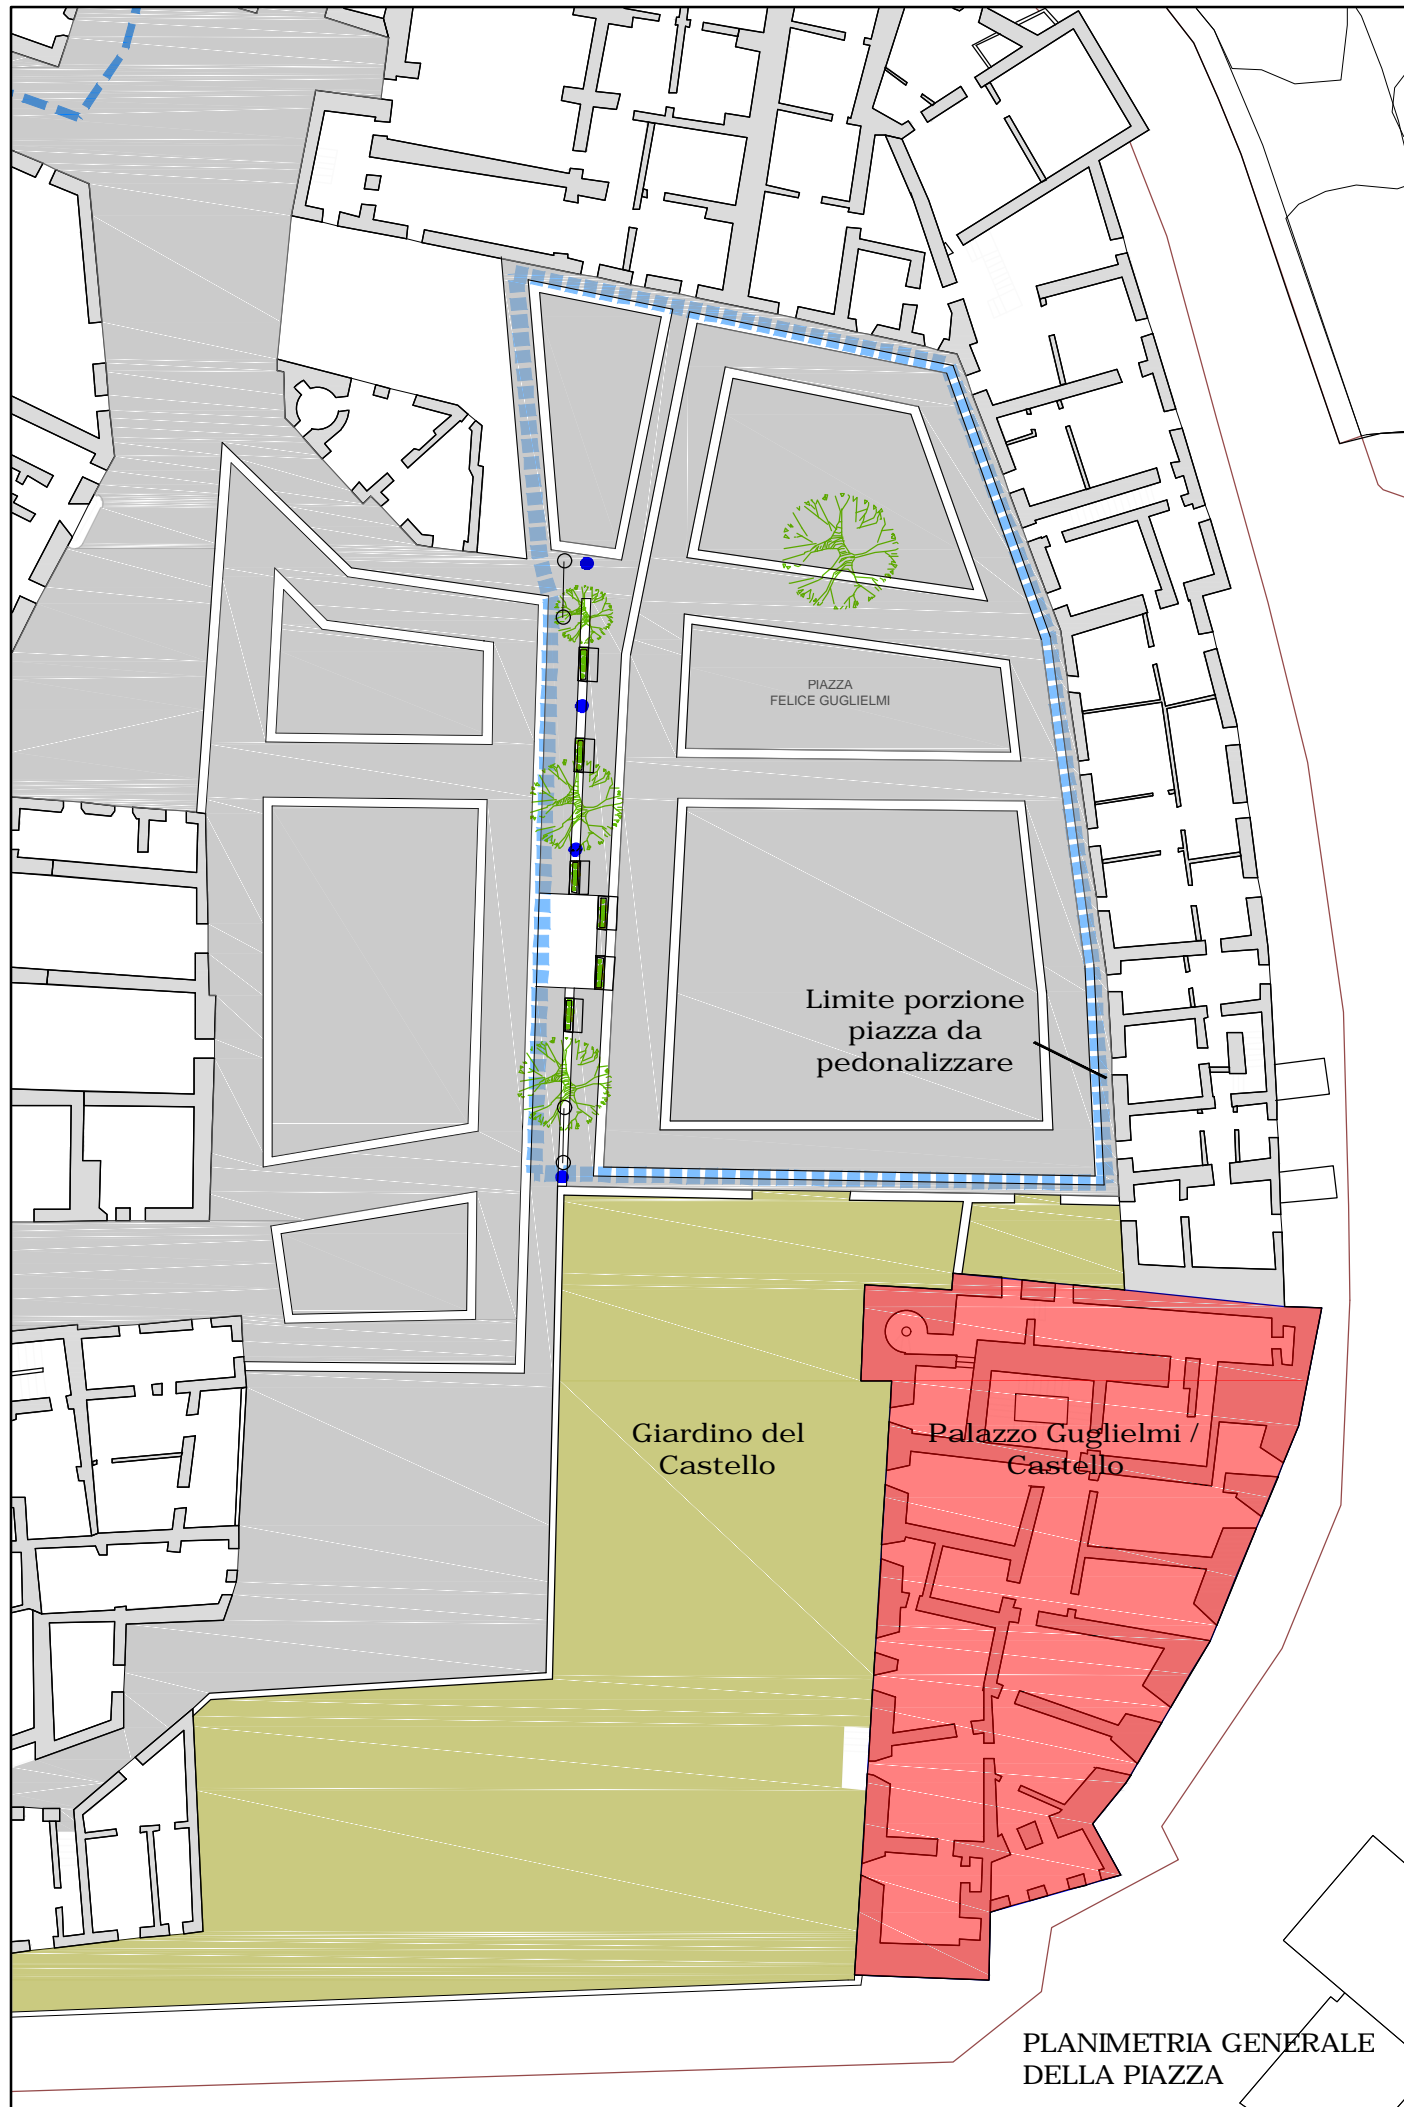 PIAZZA
FELICE GUGLIELMI
Limite porzione
piazza da
pedonalizzare
Giardino del
Castello
Palazzo Guglielmi /
Castello
PLANIMETRIA GENERALE
DELLA PIAZZA